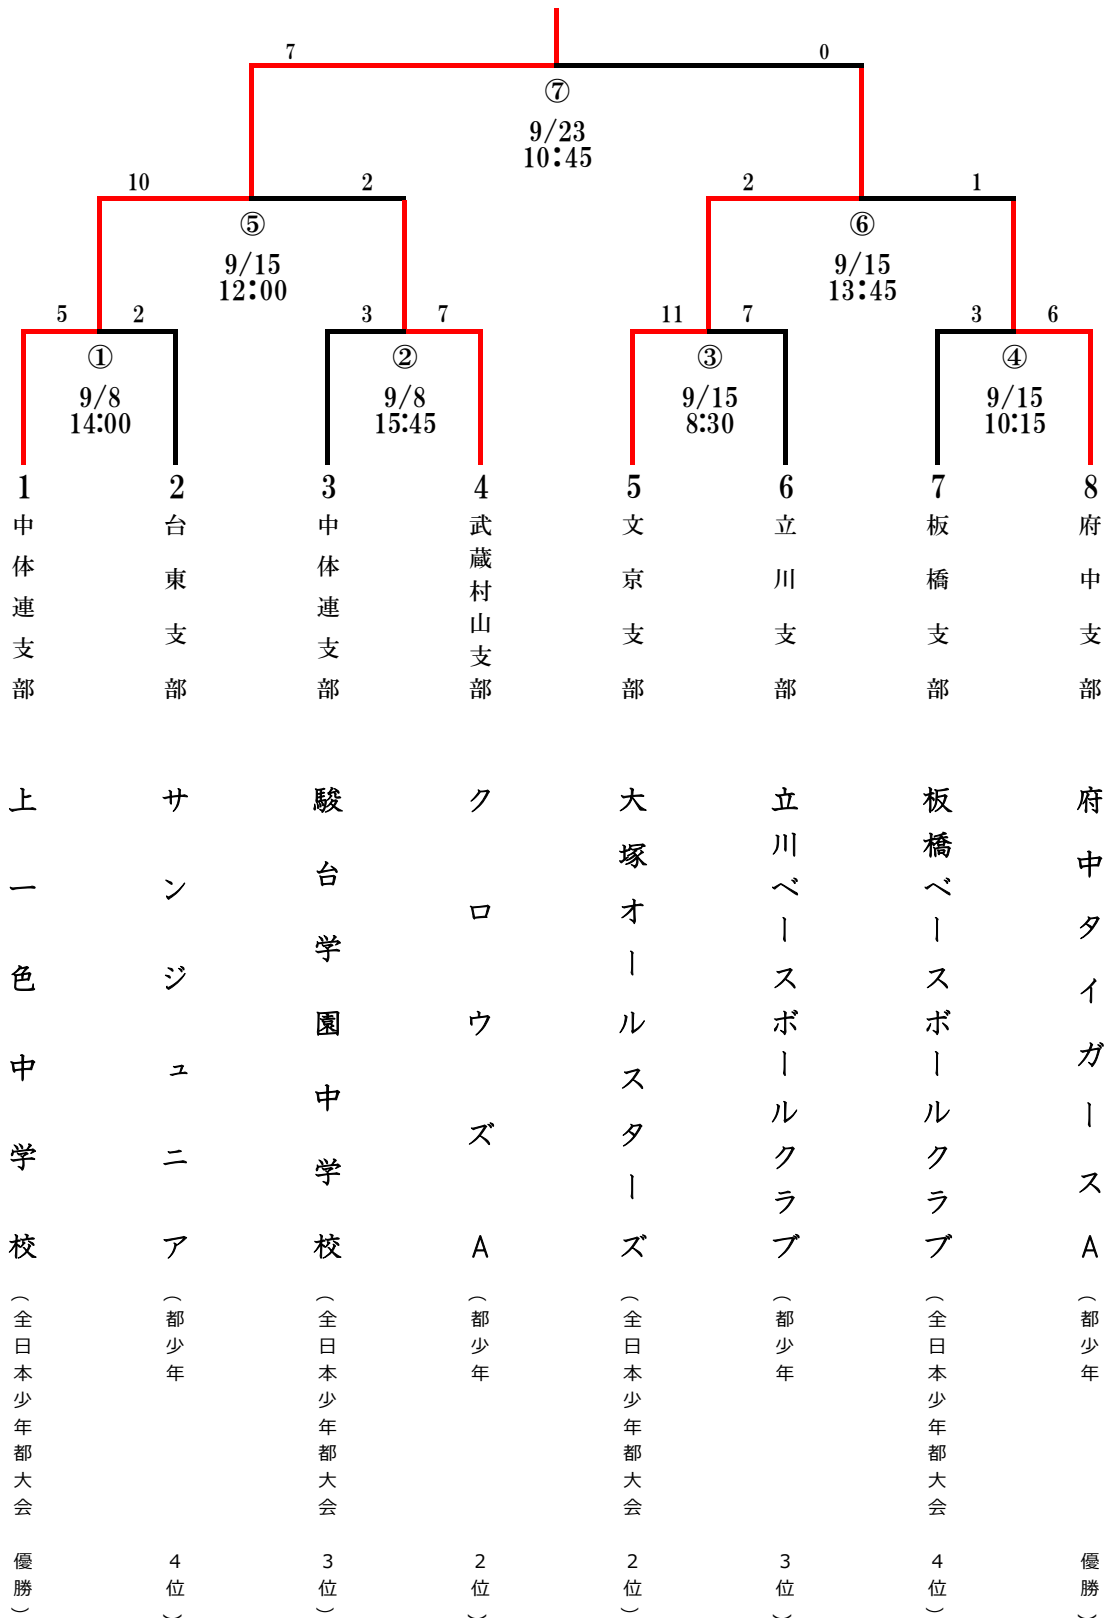 7 0
⑦
9/23
10:45
10 2 2 1
⑤ ⑥
9/15 9/15
12:00 13:45
5 2 3 7 11 7 3 6
① ② ③ ④
9/8 9/8 9/15 9/15
14:00 15:45 8:30 10:15
1 2 3 4 5 6 7 8
中体連支部
上一色中学校
(全日本少年都大会 優勝)
台東支部
サンジュニア
(都少年 4位)
中体連支部
駿台学園中学校
(全日本少年都大会 3位)
武蔵村山支部
クロウズA
(都少年 2位)
文京支部
大塚オールスターズ
(全日本少年都大会 2位)
立川支部
立川ベースボールクラブ
(都少年 3位)
板橋支部
板橋ベースボールクラブ
(全日本少年都大会 4位)
府中支部
府中タイガースA
(都少年 優勝)